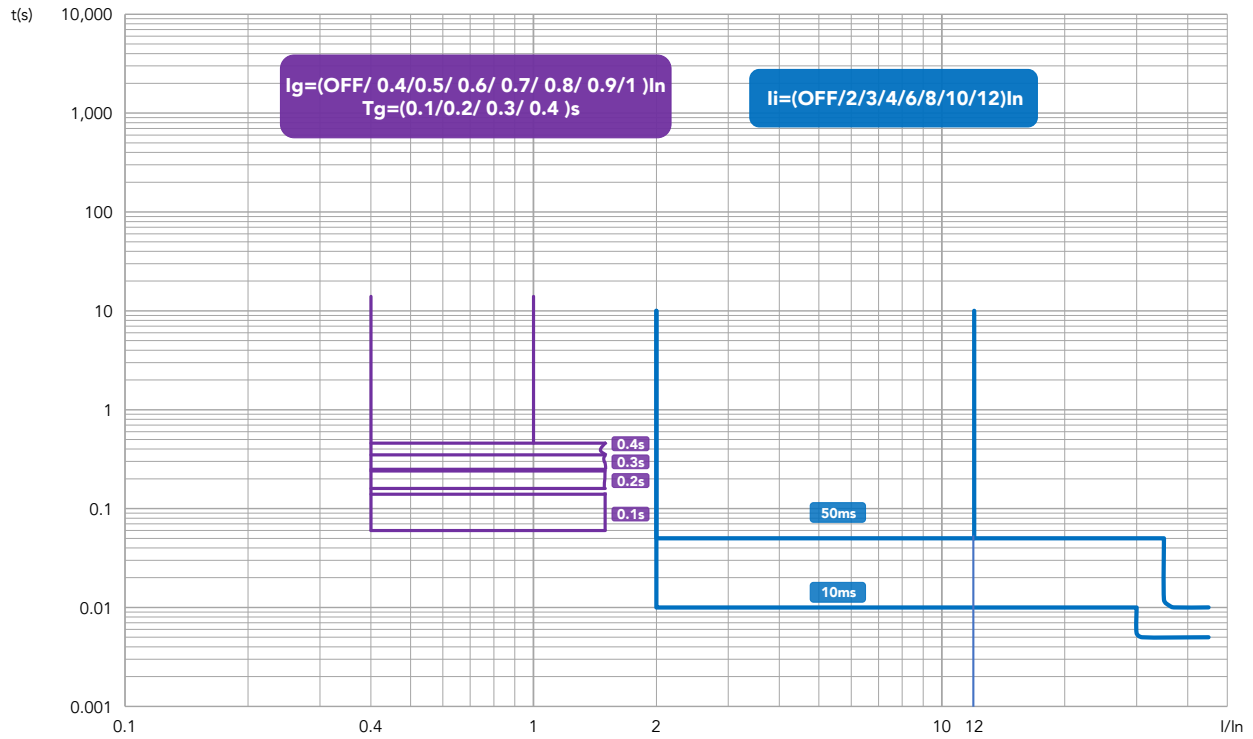 t(s)
10,000
Ig=(OFF/ 0.4/0.5/ 0.6/ 0.7/ 0.8/ 0.9/1 )In
Tg=(0.1/0.2/ 0.3/ 0.4 )s
Ii=(OFF/2/3/4/6/8/10/12)In
1,000
100
10
1
0.4s
0.3s
0.2s
0.1s
0.1
50ms
10ms
0.01
0.001
0.1
0.4
1
2
10
12
I/In